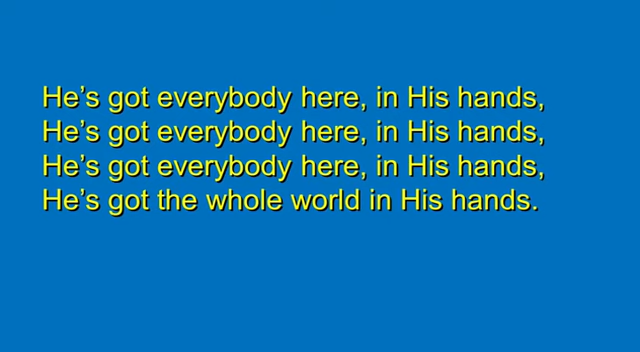 He’s got everybody here, in His hands,
He’s got everybody here, in His hands,
He’s got everybody here, in His hands,
He’s got the whole world in His hands.